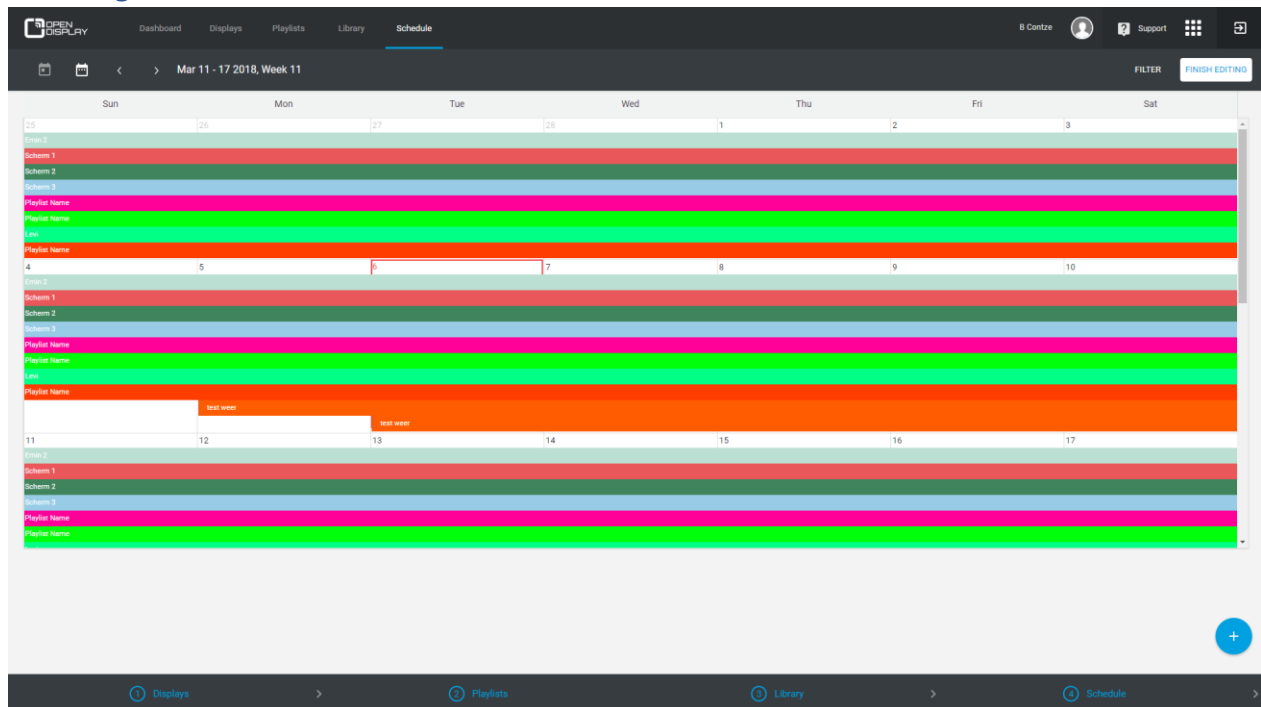 OPEN DISPLAY
Dashboard Displays Playlists Library Schedule
B Contze Support
Mar 11 - 17 2018, Week 11
FILTER FINISH EDITING
Sun Mon Tue Wed Thu Fri Sat
25 26 27 28 1 2 3
Emin 2
Scherm 1
Scherm 2
Scherm 3
Playlist Name
Playlist Name
Levi
Playlist Name
4 5 6 7 8 9 10
Emin 2
Scherm 1
Scherm 2
Scherm 3
Playlist Name
Playlist Name
Levi
Playlist Name
test weer
test weer
11 12 13 14 15 16 17
Emin 2
Scherm 1
Scherm 2
Scherm 3
Playlist Name
Playlist Name
1 Displays > 2 Playlists 3 Library > 4 Schedule >